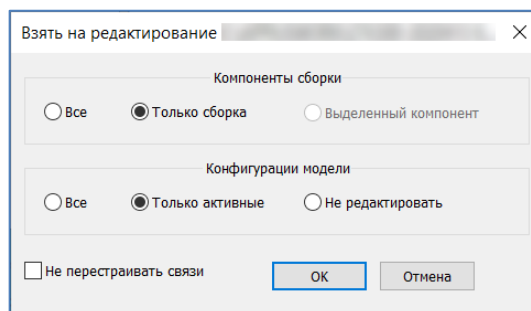 Взять на редактирование
Компоненты сборки
Все Только сборка Выделенный компонент
Конфигурации модели
Все Только активные Не редактировать
Не перестраивать связи OK Отмена